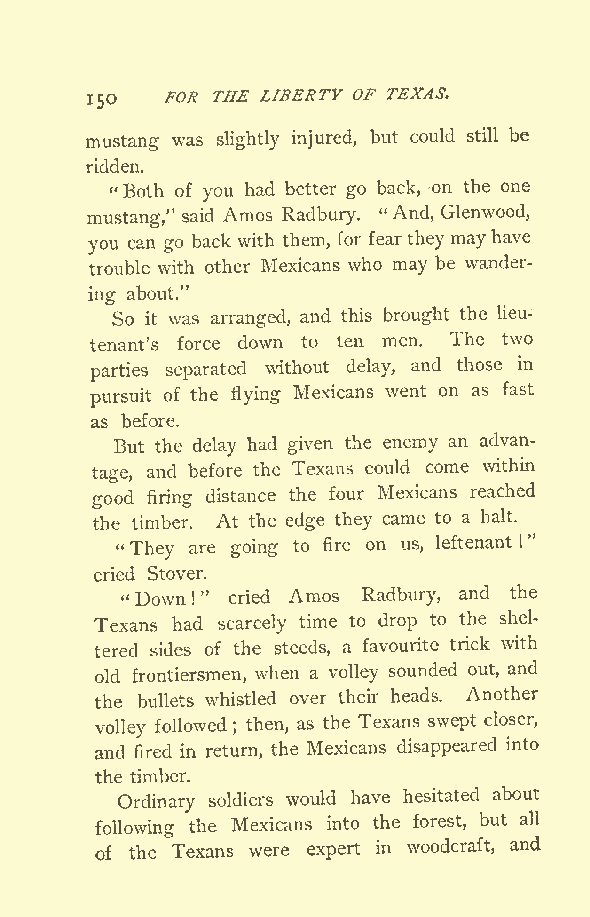 150 FOR THE LIBERTY OF TEXAS.
mustang was slightly injured, but could still be
ridden.
"Both of you had better go back, on the one
mustang," said Amos Radbury. "And, Glenwood,
you can go back with them, for fear they may have
trouble with other Mexicans who may be wander-
ing about."
So it was arranged, and this brought the lieu-
tenant's force down to ten men. The two
parties separated without delay, and those in
pursuit of the flying Mexicans went on as fast
as before.
But the delay had given the enemy an advan-
tage, and before the Texans could come within
good firing distance the four Mexicans reached
the timber. At the edge they came to a halt.
"They are going to fire on us, leftenant!"
cried Stover.
"Down!" cried Amos Radbury, and the
Texans had scarcely time to drop to the shel-
tered sides of the steeds, a favourite trick with
old frontiersmen, when a volley sounded out, and
the bullets whistled over their heads. Another
volley followed; then, as the Texans swept closer,
and fired in return, the Mexicans disappeared into
the timber.
Ordinary soldiers would have hesitated about
following the Mexicans into the forest, but all
of the Texans were expert in woodcraft, and